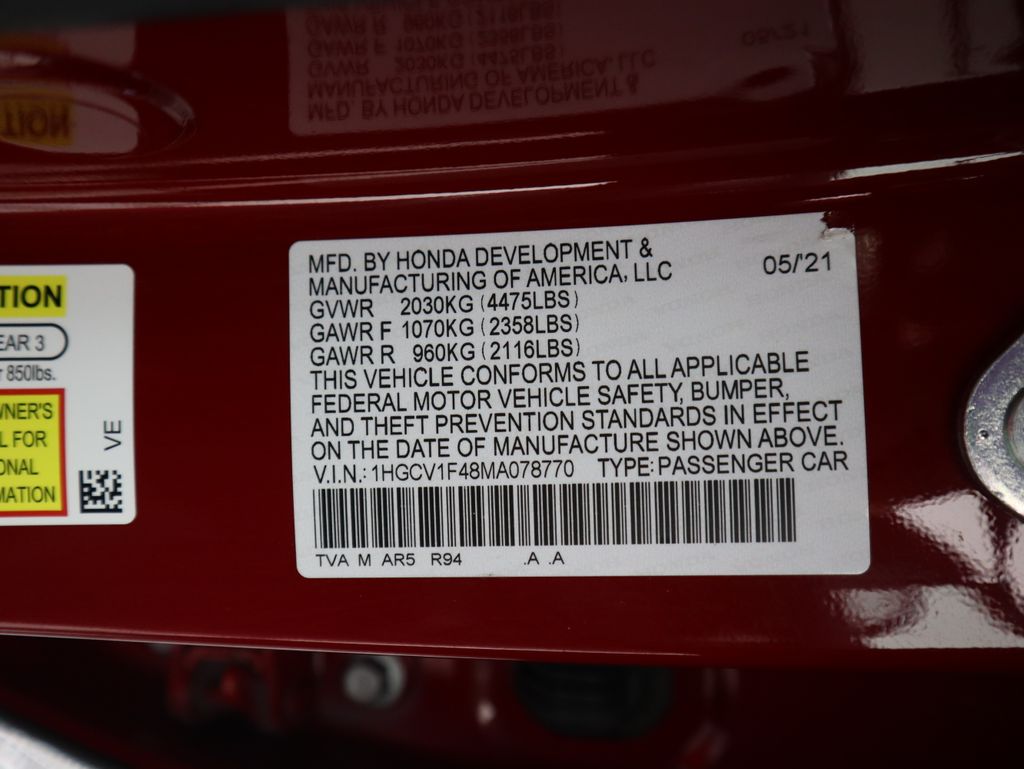 MFD. BY HONDA DEVELOPMENT &
MANUFACTURING OF AMERICA, LLC 05/'21
GVWR 2030KG (4475LBS)
GAWR F 1070KG (2358LBS)
GAWR R 960KG (2116LBS)
THIS VEHICLE CONFORMS TO ALL APPLICABLE
FEDERAL MOTOR VEHICLE SAFETY, BUMPER,
AND THEFT PREVENTION STANDARDS IN EFFECT
ON THE DATE OF MANUFACTURE SHOWN ABOVE.
V.I.N.: 1HGCV1F48MA078770 TYPE: PASSENGER CAR
TVA M AR5 R94 .A .A
TION
EAR 3
850lbs.
WNER'S
L FOR
ONAL
MATION
VE